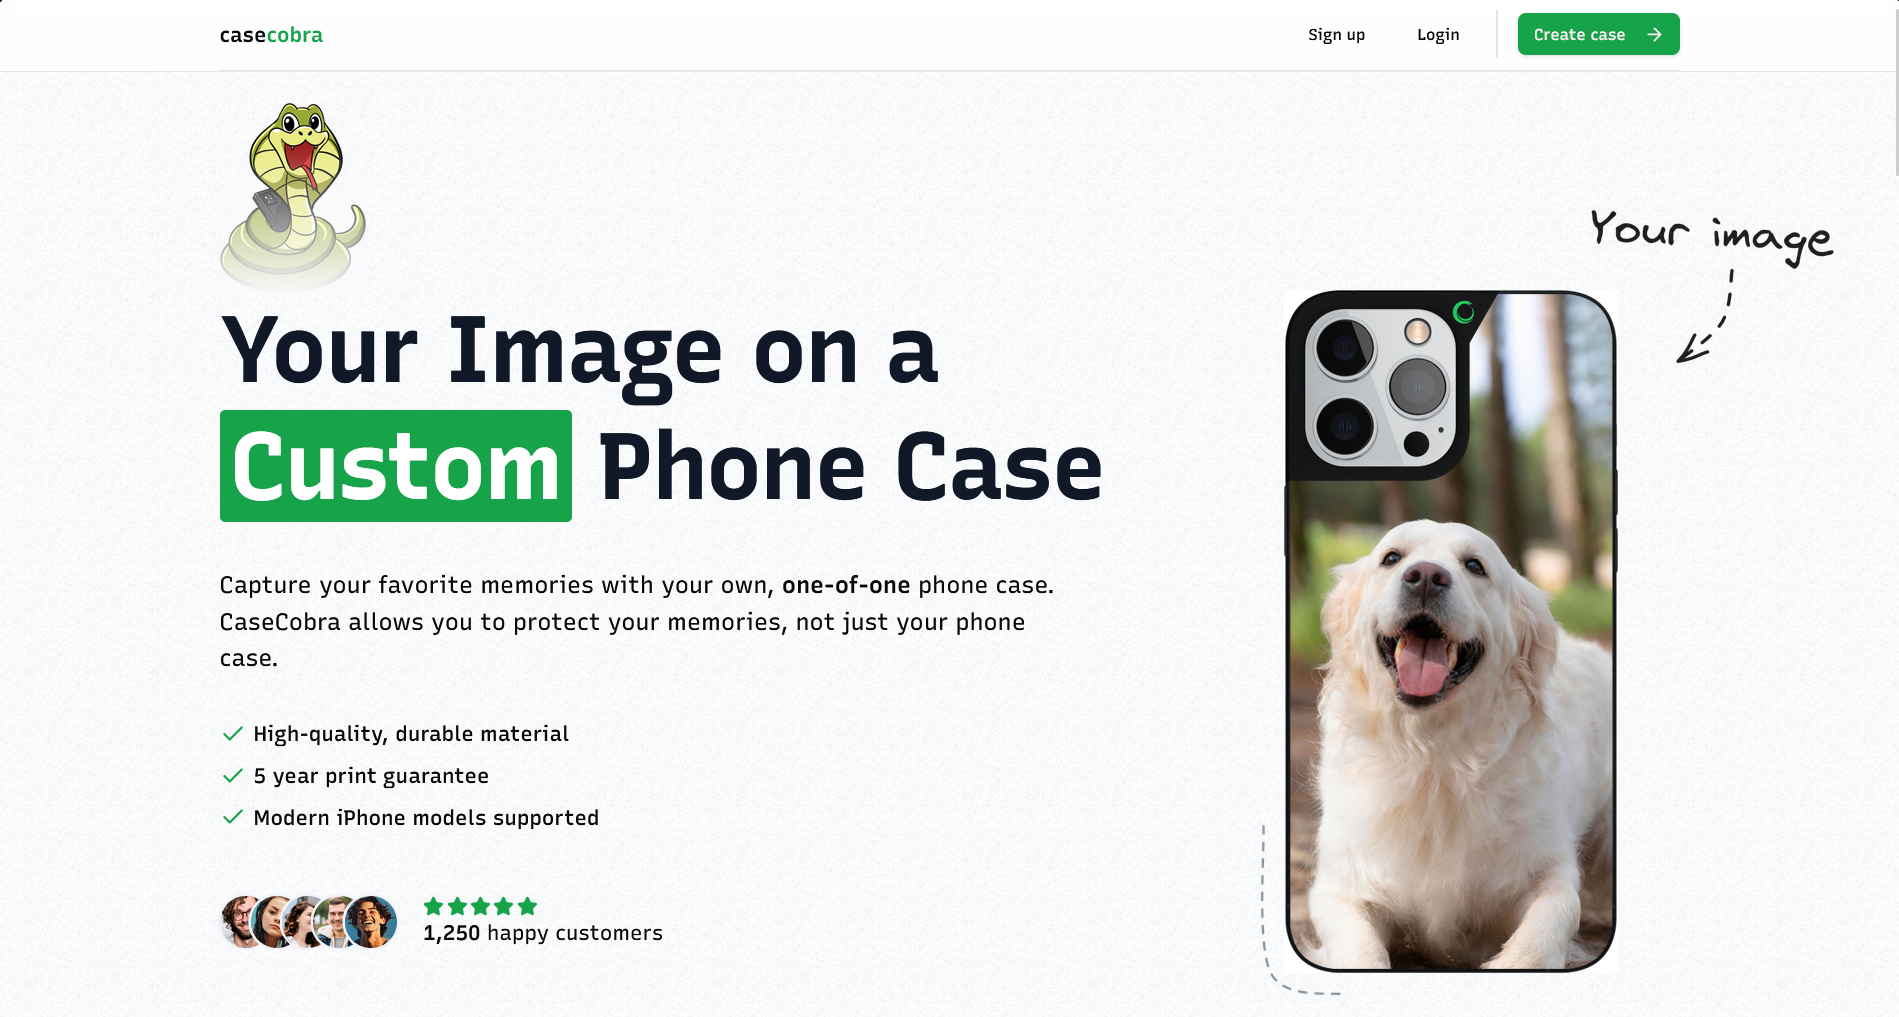 casecobra
Sign up
Login
Create case
Your image
Your Image on a
Custom Phone Case
Capture your favorite memories with your own, one-of-one phone case.
CaseCobra allows you to protect your memories, not just your phone
case.
High-quality, durable material
5 year print guarantee
Modern iPhone models supported
1,250 happy customers